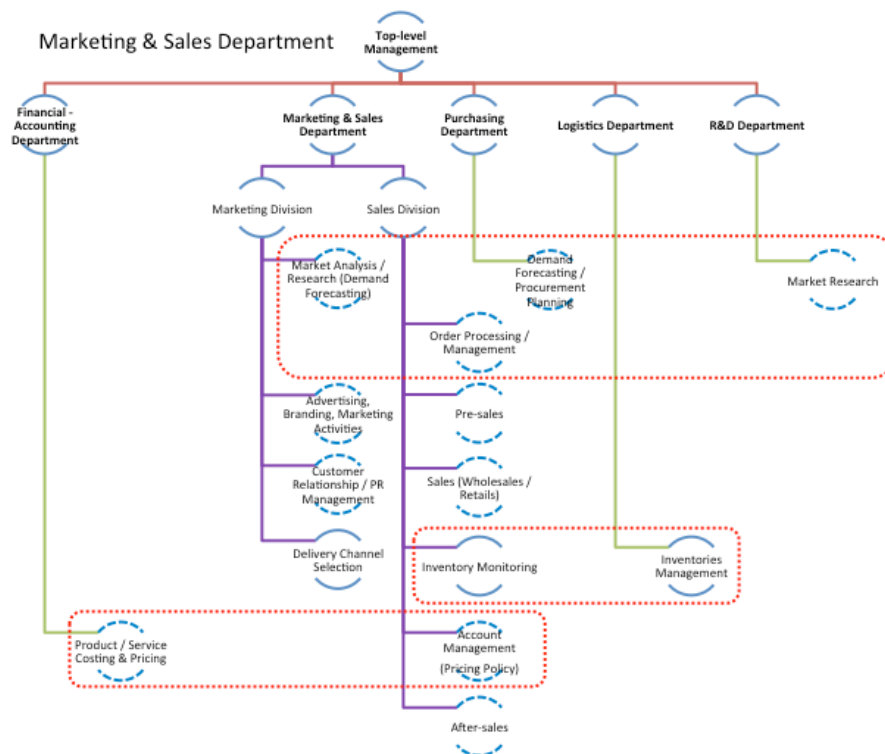 Marketing & Sales Department
Top-level
Management
Financial -
Accounting
Department
Marketing & Sales
Department
Purchasing
Department
Logistics Department
R&D Department
Marketing Division
Sales Division
Market Analysis /
Research (Demand
Forecasting)
Demand
Forecasting /
Procurement
Planning
Market Research
Order Processing /
Management
Advertising,
Branding, Marketing
Activities
Pre-sales
Customer
Relationship / PR
Management
Sales (Wholesales /
Retails)
Delivery Channel
Selection
Inventory Monitoring
Inventories
Management
Product / Service
Costing & Pricing
Account
Management
(Pricing Policy)
After-sales